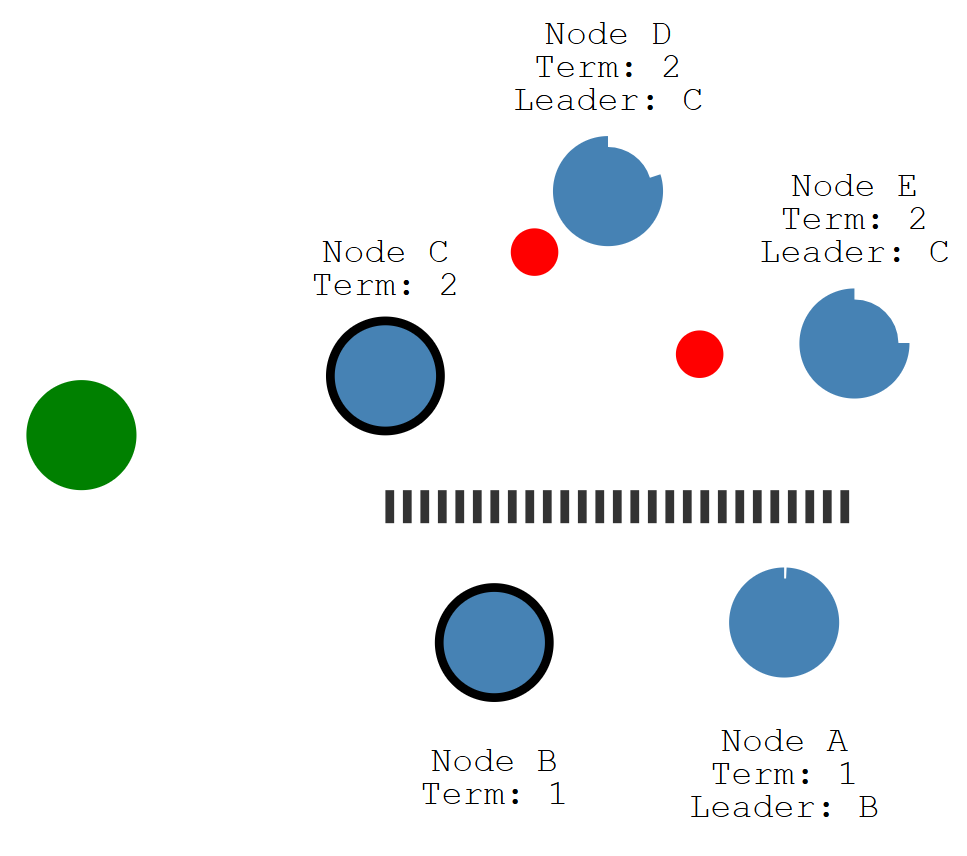 Node D
Term: 2
Leader: C
Node E
Term: 2
Leader: C
Node C
Term: 2
Node B
Term: 1
Node A
Term: 1
Leader: B